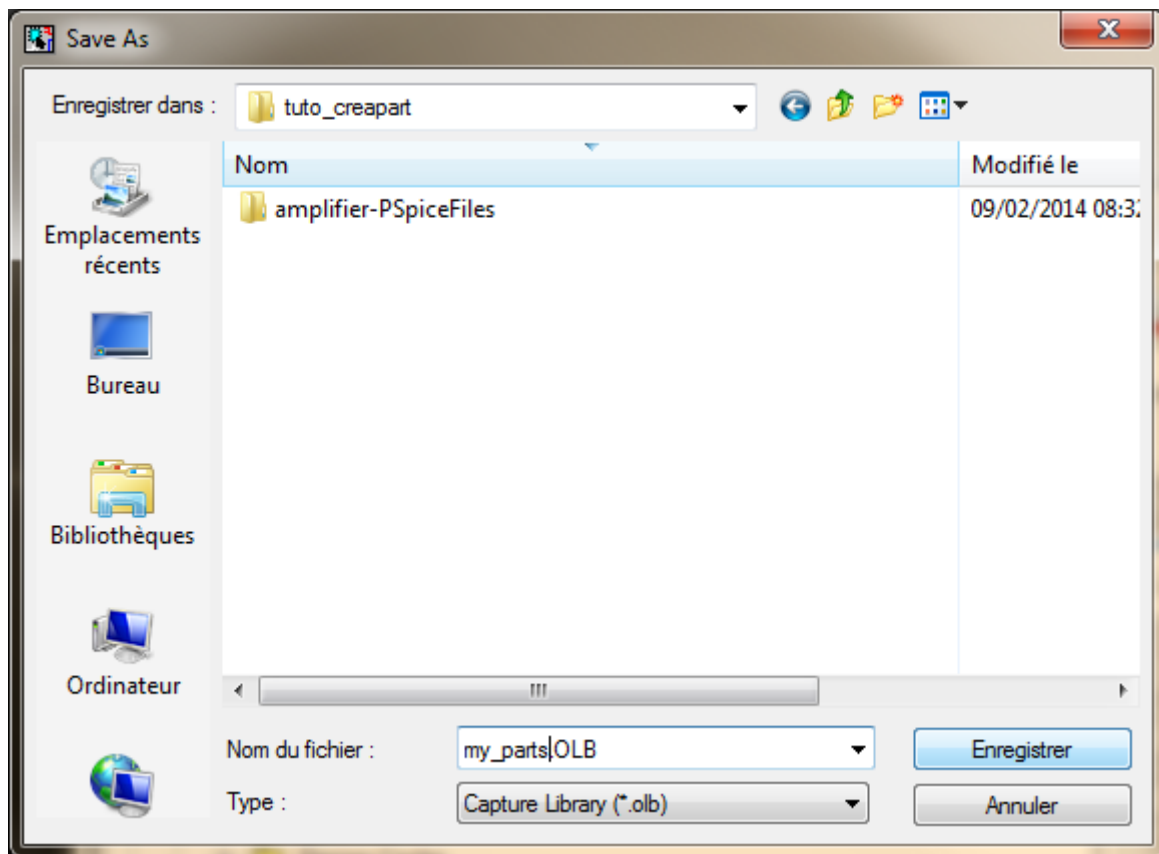 Save As
Enregistrer dans :
tuto_creapart
Nom
Modifié le
amplifier-PSpiceFiles
09/02/2014 08:32
Emplacements
récents
Bureau
Bibliothèques
Ordinateur
Nom du fichier :
my_parts.OLB
Enregistrer
Type :
Capture Library (*.olb)
Annuler